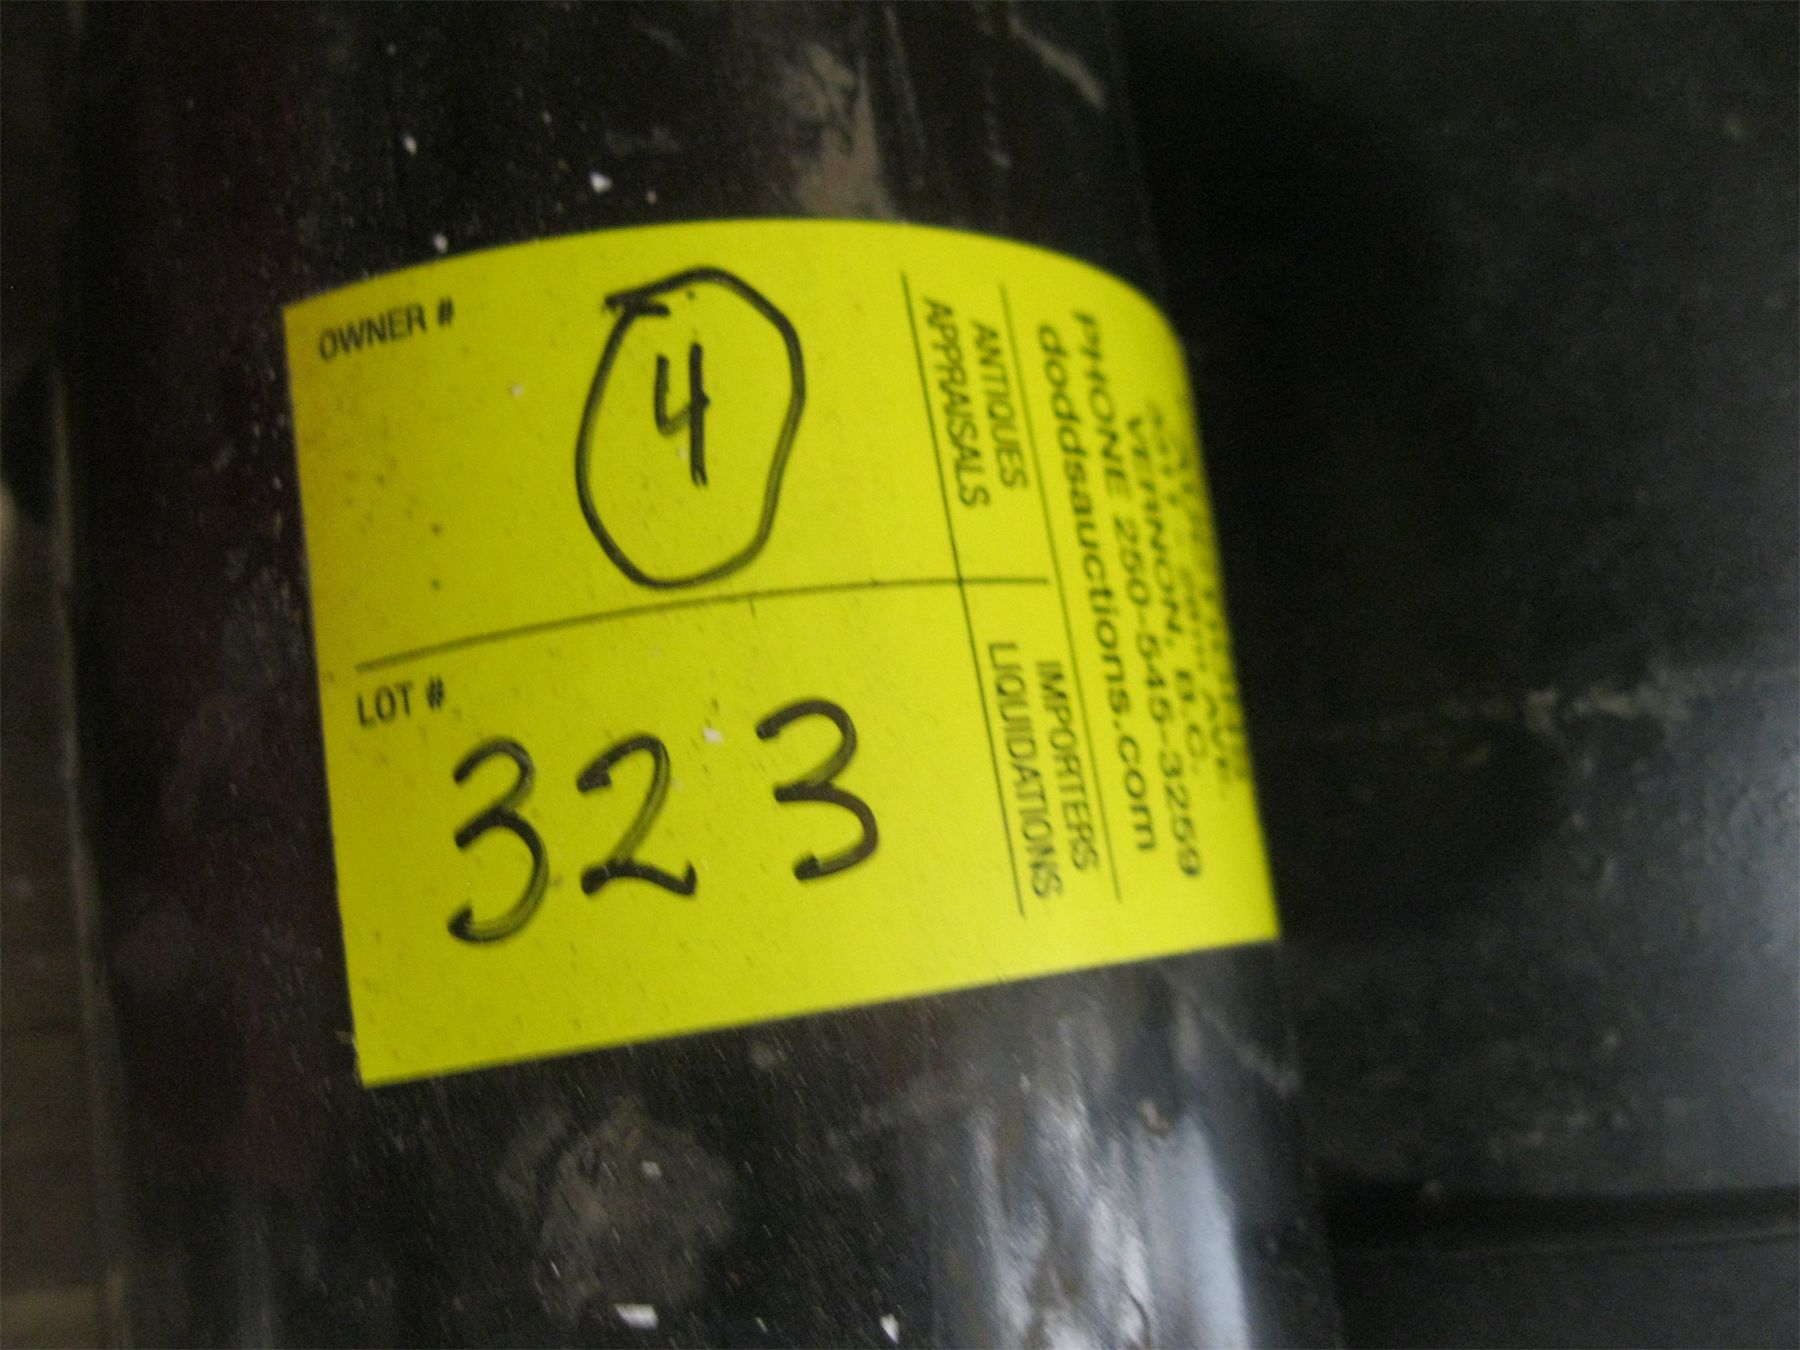 OWNER #
4
LOT #
323
ANTIQUES
APPRAISALS
IMPORTERS
LIQUIDATIONS
VERNON, B.C.
PHONE 250-545-3259
doddsauctions.com